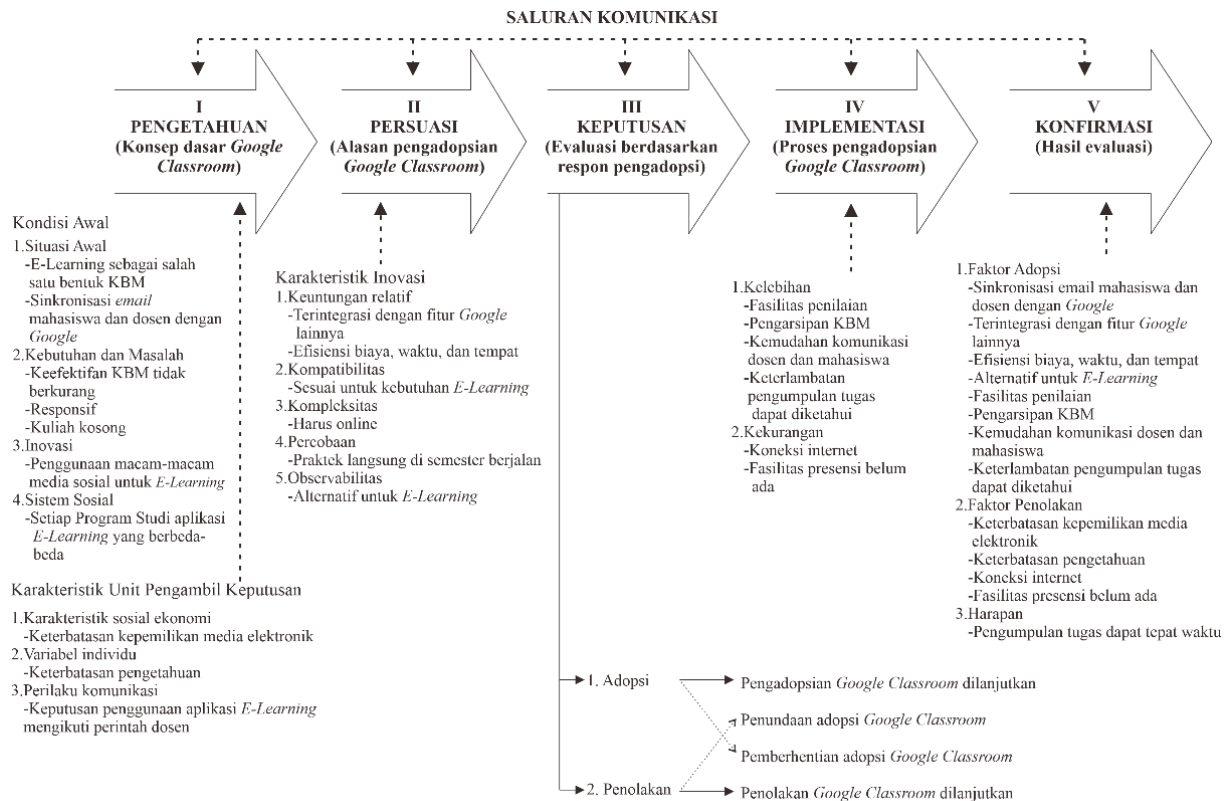 SALURAN KOMUNIKASI
I
PENGETAHUAN
(Konsep dasar Google
Classroom)
II
PERSUASI
(Alasan pengadopsian
Google Classroom)
III
KEPUTUSAN
(Evaluasi berdasarkan
respon pengadopsi)
IV
IMPLEMENTASI
(Proses pengadopsian
Google Classroom)
V
KONFIRMASI
(Hasil evaluasi)
Kondisi Awal
1.Situasi Awal
-E-Learning sebagai salah
satu bentuk KBM
-Sinkronisasi email
mahasiswa dan dosen dengan
Google
2.Kebutuhan dan Masalah
-Keefektifan KBM tidak
berkurang
-Responsif
-Kuliah kosong
3.Inovasi
-Penggunaan macam-macam
media sosial untuk E-Learning
4.Sistem Sosial
-Setiap Program Studi aplikasi
E-Learning yang berbeda-
beda
Karakteristik Unit Pengambil Keputusan
1.Karakteristik sosial ekonomi
-Keterbatasan kepemilikan media elektronik
2.Variabel individu
-Keterbatasan pengetahuan
3.Perilaku komunikasi
-Keputusan penggunaan aplikasi E-Learning
mengikuti perintah dosen
Karakteristik Inovasi
1.Keuntungan relatif
-Terintegrasi dengan fitur Google
lainnya
-Efisiensi biaya, waktu, dan tempat
2.Kompatibilitas
-Sesuai untuk kebutuhan E-Learning
3.Kompleksitas
-Harus online
4.Percobaan
-Praktek langsung di semester berjalan
5.Observabilitas
-Alternatif untuk E-Learning
1.Kelebihan
-Fasilitas penilaian
-Pengarsipan KBM
-Kemudahan komunikasi
dosen dan mahasiswa
-Keterlambatan
pengumpulan tugas
dapat diketahui
2.Kekurangan
-Koneksi internet
-Fasilitas presensi belum
ada
1.Faktor Adopsi
-Sinkronisasi email mahasiswa dan
dosen dengan Google
-Terintegrasi dengan fitur Google
lainnya
-Efisiensi biaya, waktu, dan tempat
-Alternatif untuk E-Learning
-Fasilitas penilaian
-Pengarsipan KBM
-Kemudahan komunikasi dosen dan
mahasiswa
-Keterlambatan pengumpulan tugas
dapat diketahui
2.Faktor Penolakan
-Keterbatasan kepemilikan media
elektronik
-Keterbatasan pengetahuan
-Koneksi internet
-Fasilitas presensi belum ada
3.Harapan
-Pengumpulan tugas dapat tepat waktu
1. Adopsi
Pengadopsian Google Classroom dilanjutkan
Penundaan adopsi Google Classroom
Pemberhentian adopsi Google Classroom
2. Penolakan
Penolakan Google Classroom dilanjutkan